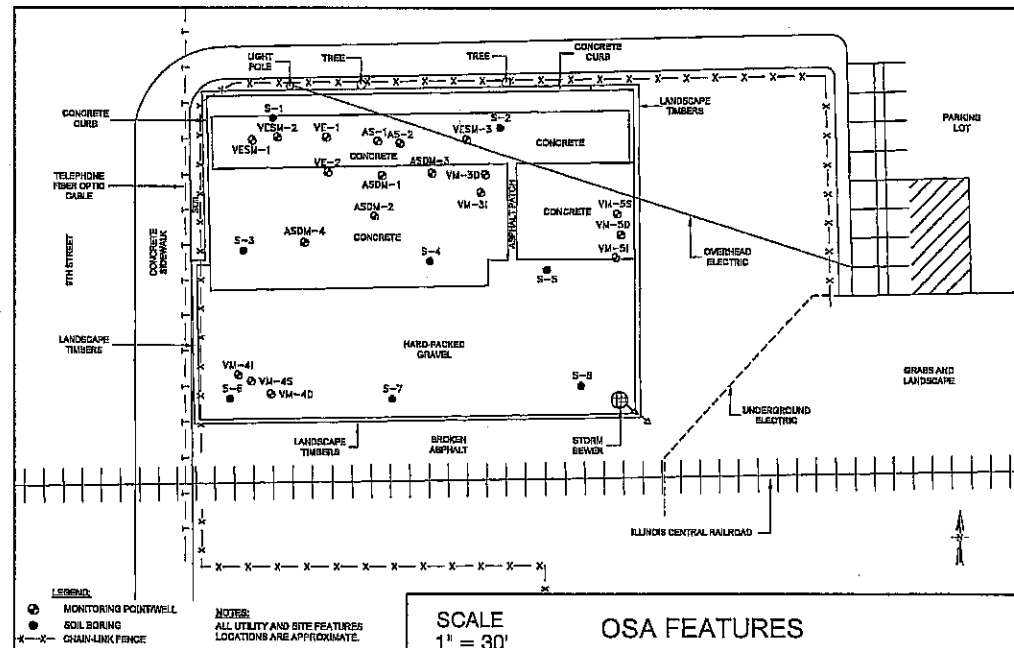 LIGHT
POLE
TREE
TREE
CONCRETE
CURB
LANDSCAPE
TIMBERS
PARKING
LOT
CONCRETE
CURB
S-1
S-2
VESM-2
VE-1
AS-1
AS-2
VESM-3
VESM-1
CONCRETE
CONCRETE
TELEPHONE
FIBER OPTIC
CABLE
VE-2
ASDM-3
VM-3D
ASDM-1
VM-3I
SOIL
ASDM-2
ASPHALT PATCH
CONCRETE
VM-5S
VM-5D
VM-5I
ASDM-4
CONCRETE
9TH STREET
CONCRETE
SIDEWALK
S-3
S-4
S-5
OVERHEAD
ELECTRIC
LANDSCAPE
TIMBERS
HARD-PACKED
GRAVEL
VM-4I
VM-4S
VM-4D
S-6
S-7
S-8
GRASS AND
LANDSCAPE
UNDERGROUND
ELECTRIC
LANDSCAPE
TIMBERS
BROKEN
ASPHALT
STORM
SEWER
ILLINOIS CENTRAL RAILROAD
LEGEND:
MONITORING POINT/WELL
SOIL BORING
CHAIN-LINK FENCE
NOTES:
ALL UTILITY AND SITE FEATURES
LOCATIONS ARE APPROXIMATE.
SCALE
1" = 30'
OSA FEATURES